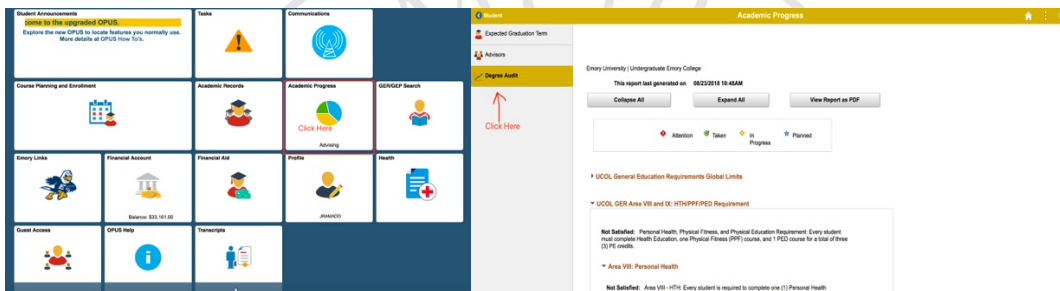 Student Announcements
come to the upgraded OPUS.
Explore the new OPUS to locate features you normally use.
More details at OPUS How To's.
Tasks
Communications
Course Planning and Enrollment
Academic Records
Academic Progress
Click Here
Advising
GER/GEP Search
Emory Links
Financial Account
Balance: $33,161.00
Financial Aid
Profile
Health
Guest Access
OPUS Help
Transcripts
Student
Academic Progress
Expected Graduation Term
Advisors
Degree Audit
Click Here
Emory University | Undergraduate Emory College
This report last generated on 08/23/2018 10:48AM
Collapse All
Expand All
View Report as PDF
Attention
Taken
In
Progress
Planned
UCOL General Education Requirements Global Limits
UCOL GER Area VIII and IX: HTH/PPF/PED Requirement
Not Satisfied: Personal Health, Physical Fitness, and Physical Education Requirement: Every student
must complete Health Education, one Physical Fitness (PPF) course, and 1 PED course for a total of three
(3) PE credits.
Area VIII: Personal Health
Not Satisfied: Area VIII - HTH: Every student is required to complete one (1) Personal Health